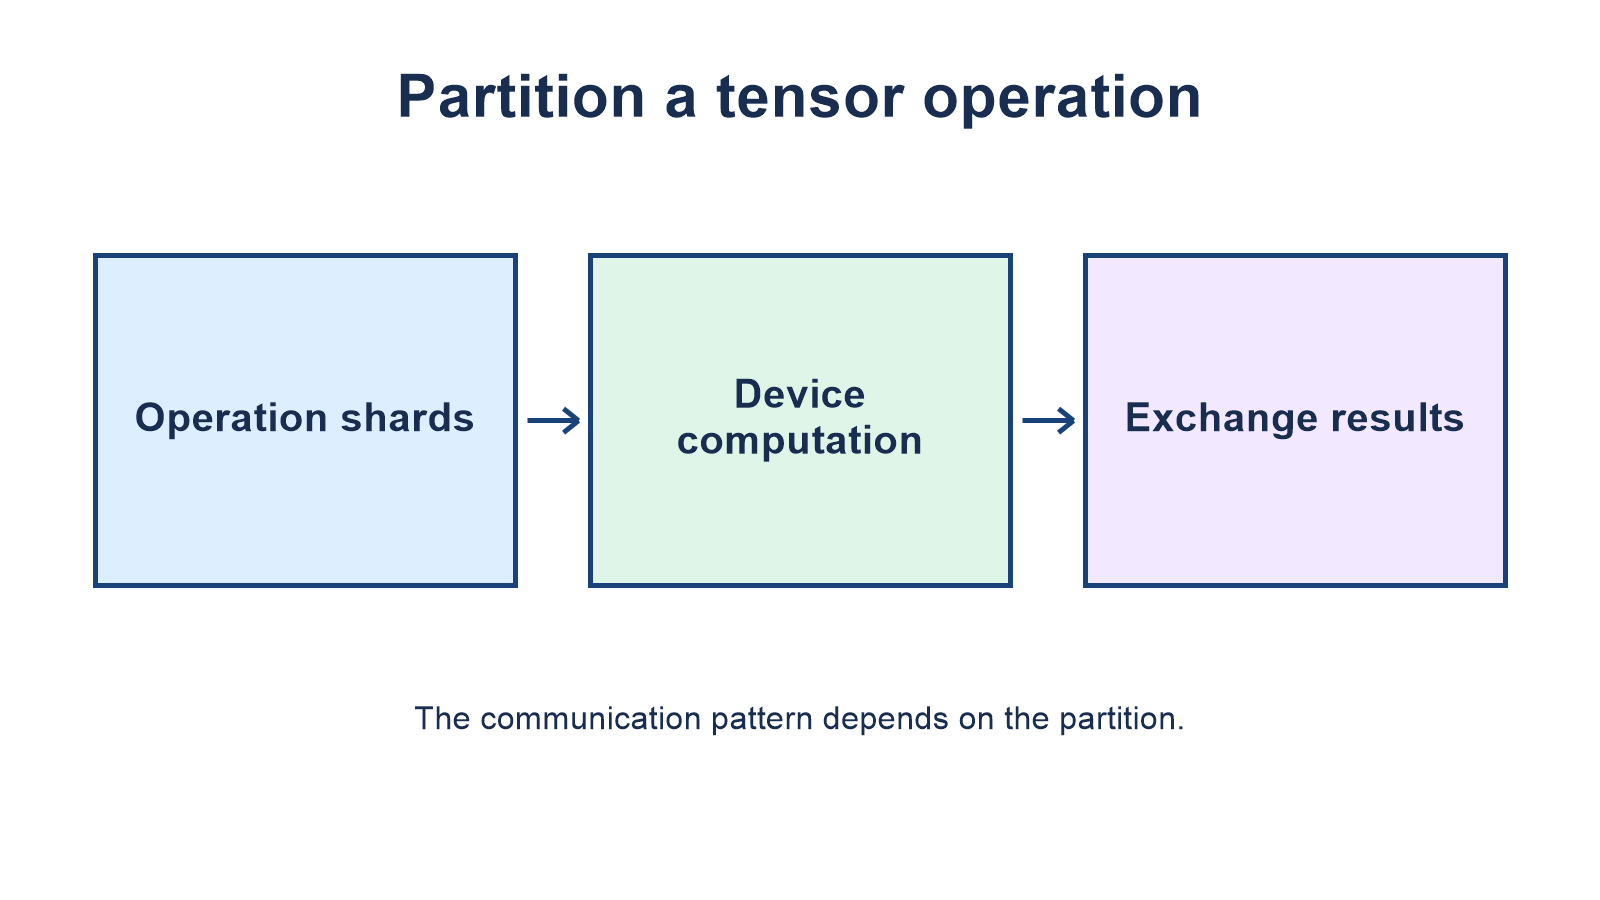 Partition a tensor operation
Operation shards
Device
computation
Exchange results
The communication pattern depends on the partition.